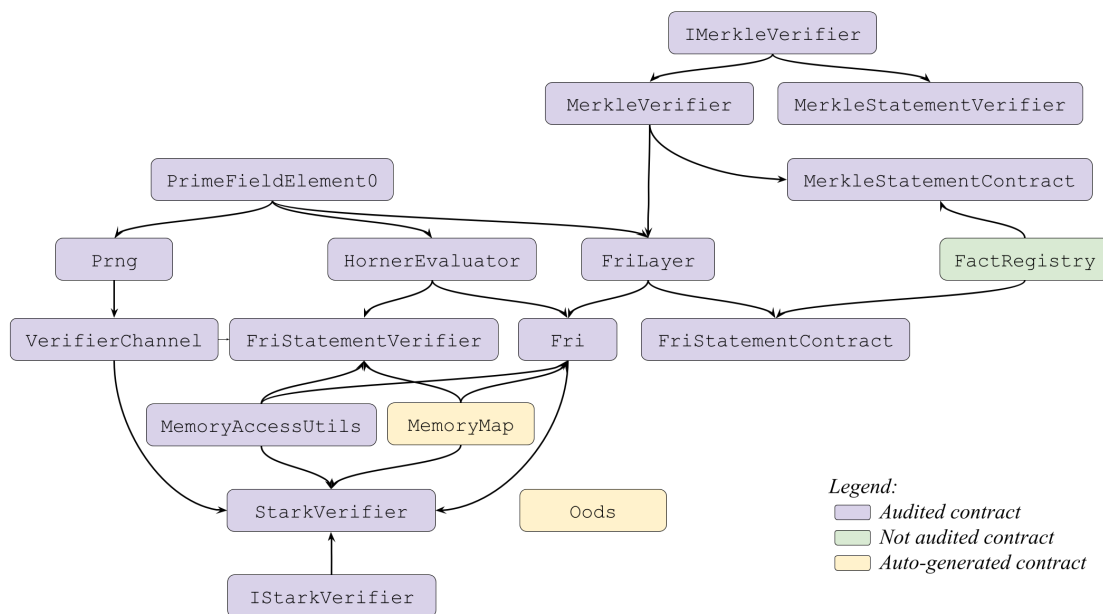 IMerkleVerifier
MerkleVerifier
MerkleStatementVerifier
PrimeFieldElement0
MerkleStatementContract
Prng
HornerEvaluator
FriLayer
FactRegistry
VerifierChannel
FriStatementVerifier
Fri
FriStatementContract
MemoryAccessUtils
MemoryMap
StarkVerifier
Oods
IStarkVerifier
Legend:
Audited contract
Not audited contract
Auto-generated contract